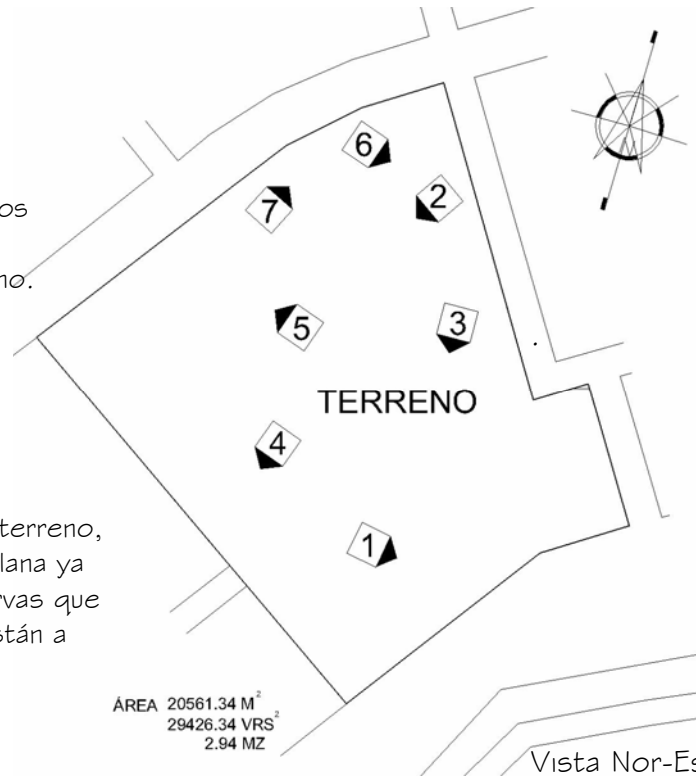 os
no.
6
2
7
3
5
TERRENO
4
terreno,
lana ya
1
rvas que
stán a
ÁREA 20561.34 M²
29426.34 VRS²
2.94 MZ
Vista Nor-Es